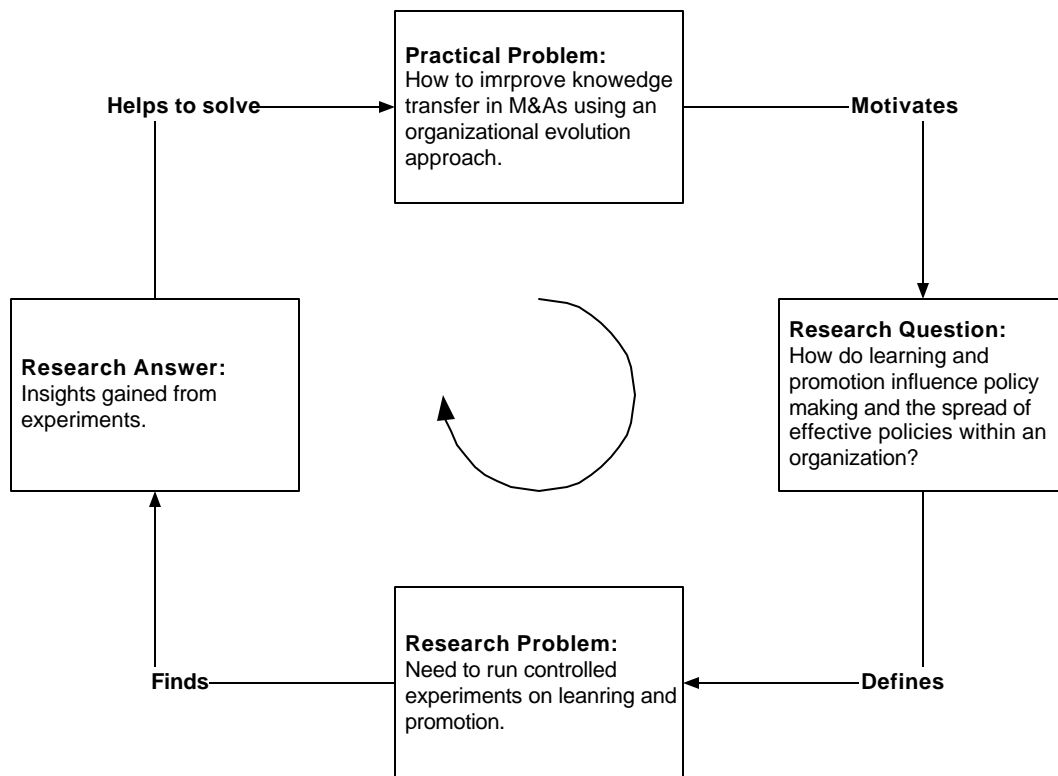 Practical Problem:
How to imrprove knowedge
transfer in M&As using an
organizational evolution
approach.
Helps to solve
Motivates
Research Answer:
Insights gained from
experiments.
Research Question:
How do learning and
promotion influence policy
making and the spread of
effective policies within an
organization?
Research Problem:
Need to run controlled
experiments on leanring and
promotion.
Finds
Defines